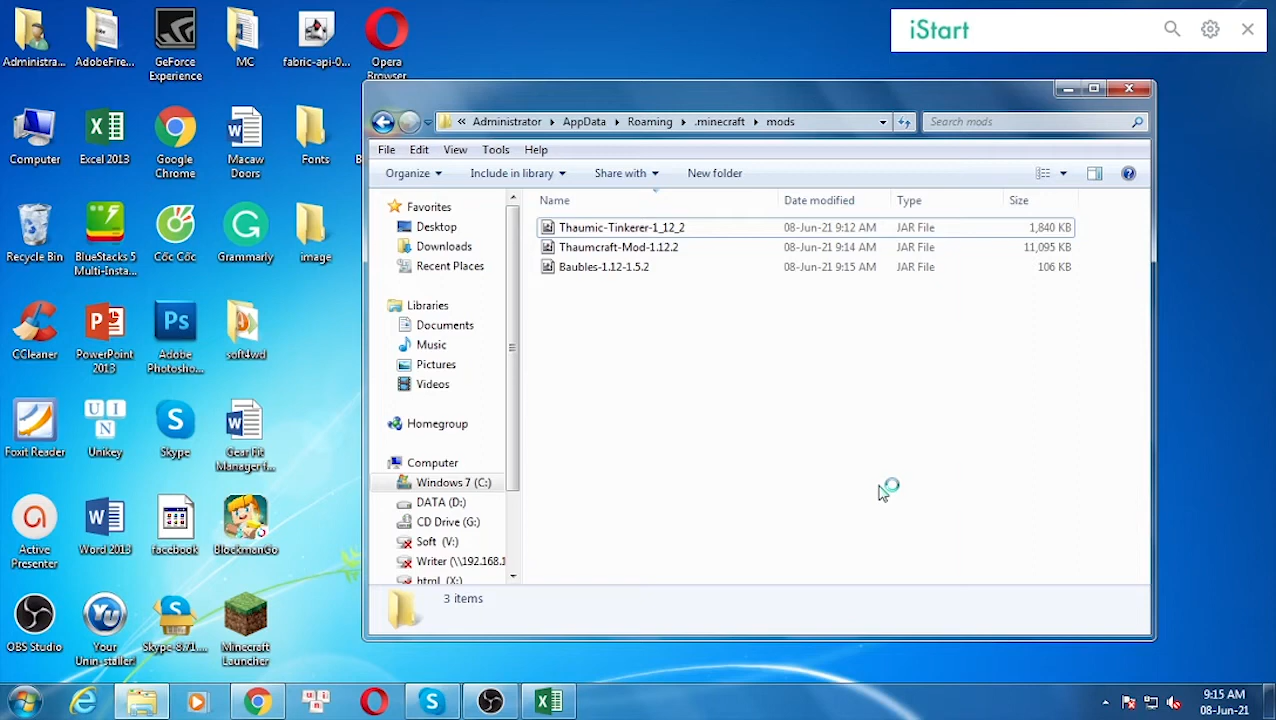 Administra...
AdobeFire...
GeForce
Experience
MC
fabric-api-0...
Opera
Browser
iStart
Computer
Excel 2013
Google
Chrome
Macaw
Doors
Fonts
Recycle Bin
BlueStacks 5
Multi-Insta...
Cốc Cốc
Grammarly
image
CCleaner
PowerPoint
2013
Ps
Adobe
Photosho...
soft4wd
Foxit Reader
U I
N
Unikey
Skype
Gear Fit
Manager f...
Active
Presenter
Word 2013
facebook
BlockmanGo
OBS Studio
Your
Unin-staller!
Skype-8.71....
Minecraft
Launcher
« Administrator
AppData
Roaming
.minecraft
mods
Search mods
File
Edit
View
Tools
Help
Organize
Include in library
Share with
New folder
Name
Date modified
Type
Size
Thaumic-Tinkerer-1_12_2
08-Jun-21 9:12 AM
JAR File
1,840 KB
Thaumcraft-Mod-1.12.2
08-Jun-21 9:14 AM
JAR File
11,095 KB
Baubles-1.12-1.5.2
08-Jun-21 9:15 AM
JAR File
106 KB
Favorites
Desktop
Downloads
Recent Places
Libraries
Documents
Music
Pictures
Videos
Homegroup
Computer
Windows 7 (C:)
DATA (D:)
CD Drive (G:)
Soft (V:)
Writer (\\192.168.1
html (X:)
3 items
9:15 AM
08-Jun-21